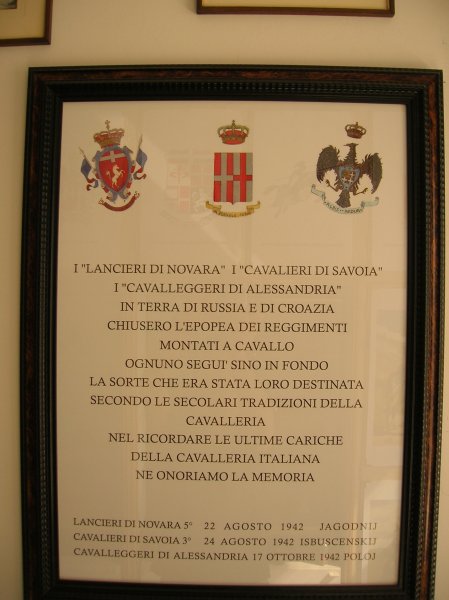 I "LANCIERI DI NOVARA" I "CAVALIERI DI SAVOIA"
I "CAVALLEGGERI DI ALESSANDRIA"
IN TERRA DI RUSSIA E DI CROAZIA
CHIUSERO L'EPOPEA DEI REGGIMENTI
MONTATI A CAVALLO
OGNUNO SEGUI' SINO IN FONDO
LA SORTE CHE ERA STATA LORO DESTINATA
SECONDO LE SECOLARI TRADIZIONI DELLA
CAVALLERIA
NEL RICORDARE LE ULTIME CARICHE
DELLA CAVALLERIA ITALIANA
NE ONORIAMO LA MEMORIA
LANCIERI DI NOVARA 5° 22 AGOSTO 1942 JAGODNIJ
CAVALIERI DI SAVOIA 3° 24 AGOSTO 1942 ISBUSCENSKIJ
CAVALLEGGERI DI ALESSANDRIA 17 OTTOBRE 1942 POLOJ